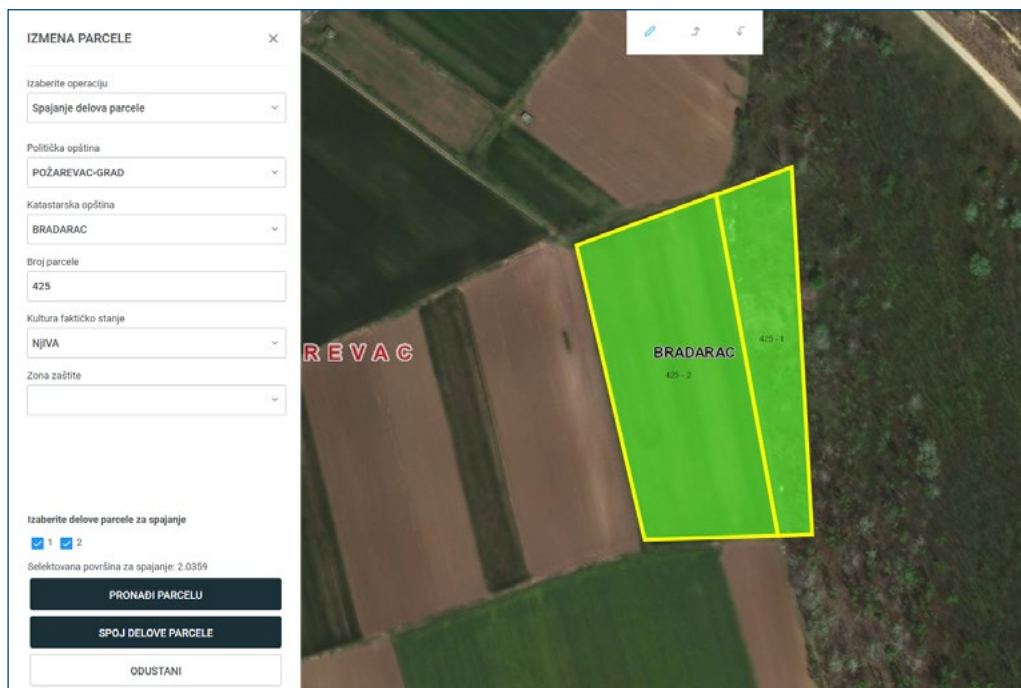 IZMENA PARCELE
Izaberite operaciju
Spajanje delova parcele
Politička opština
POŽAREVAC-GRAD
Katastarska opština
BRADARAC
Broj parcele
425
Kultura faktičko stanje
NjIVA
Zona zaštite
Izaberite delove parcele za spajanje
1 2
Selektovana površina za spajanje: 2.0359
PRONAĐI PARCELU
SPOJ DELOVE PARCELE
ODUSTANI
REVAC
BRADARAC
425 - 1
425 - 2